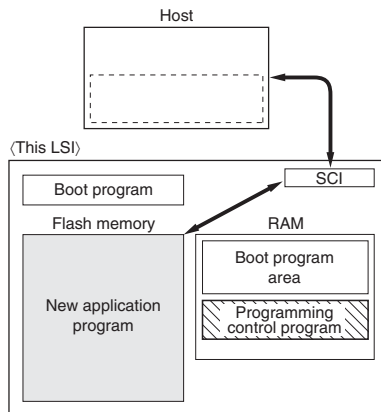 Host
〈This LSI〉
SCI
Boot program
Flash memory
RAM
Boot program
area
New application
program
Programming
control program